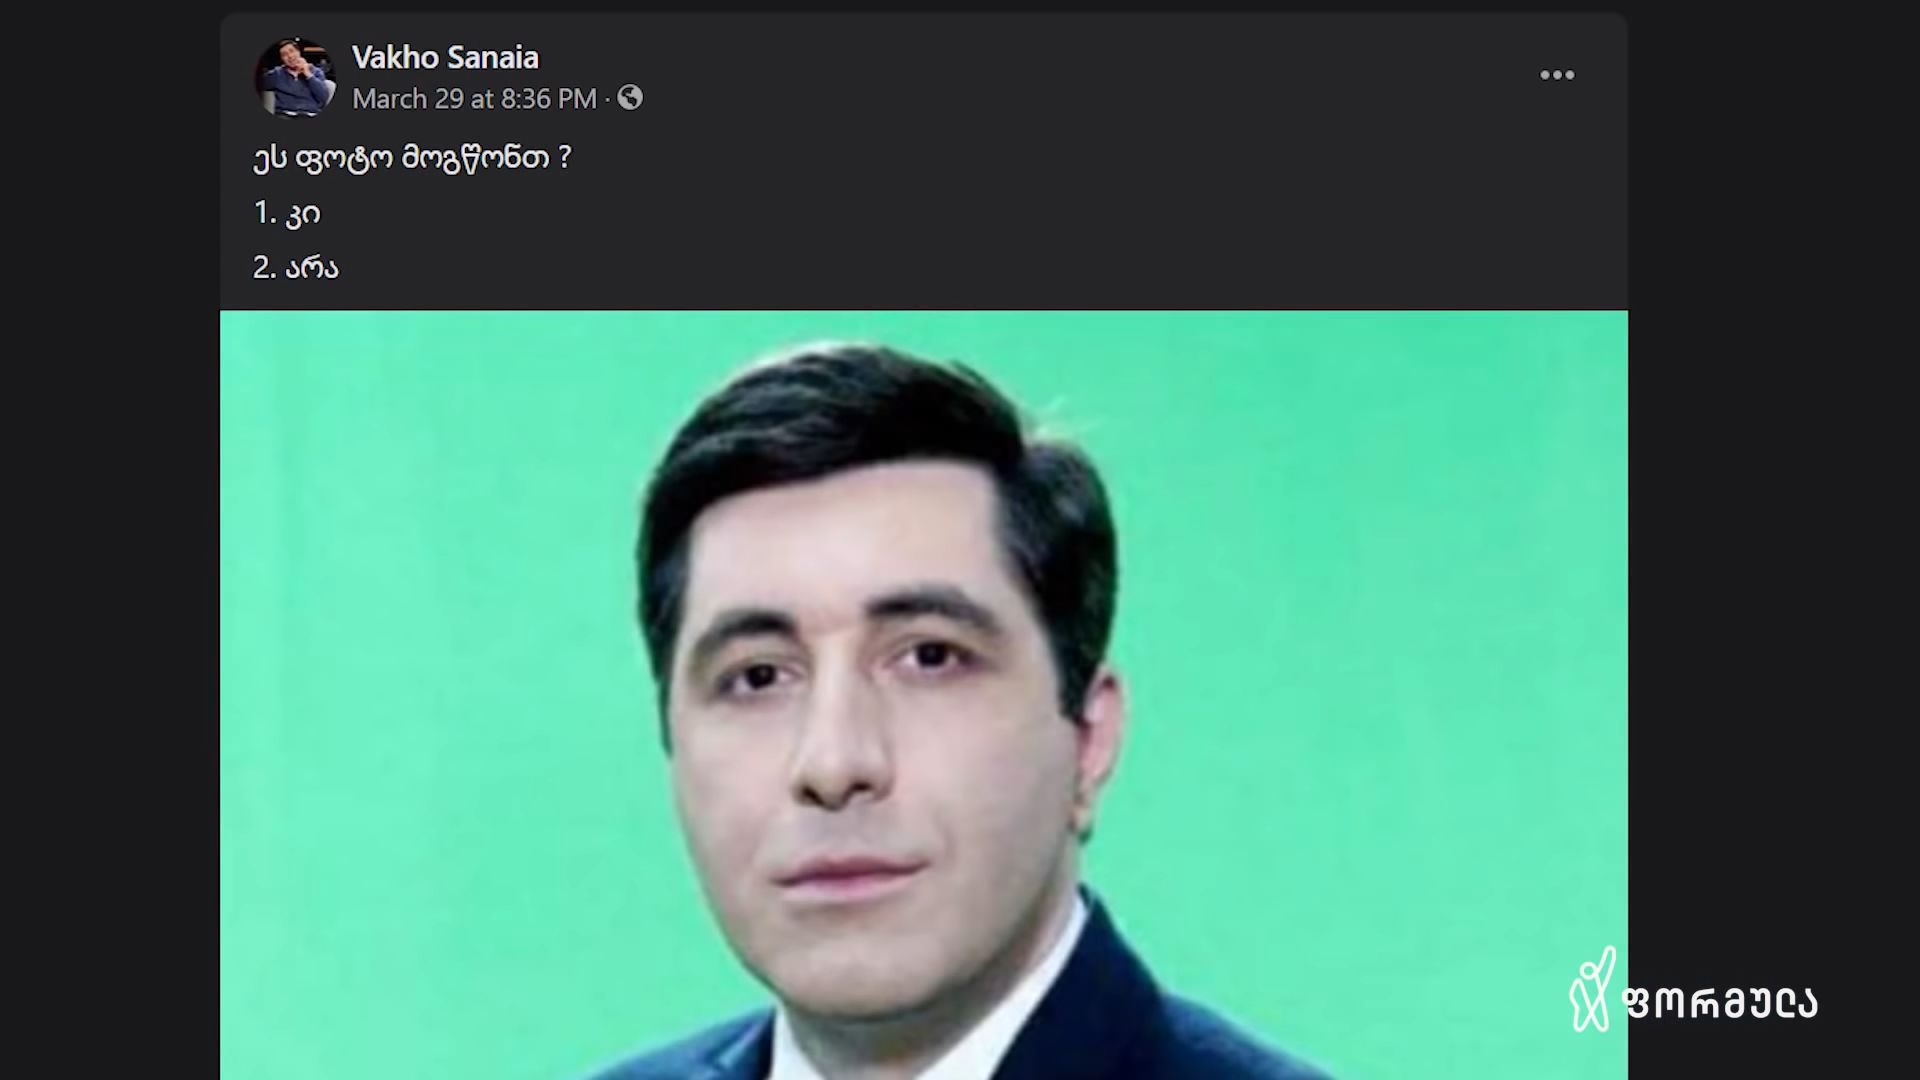 Vakho Sanaia
March 29 at 8:36 PM ·
ეს ფოტო მოგწონთ ?
1. კი
2. არა
ფორმულა